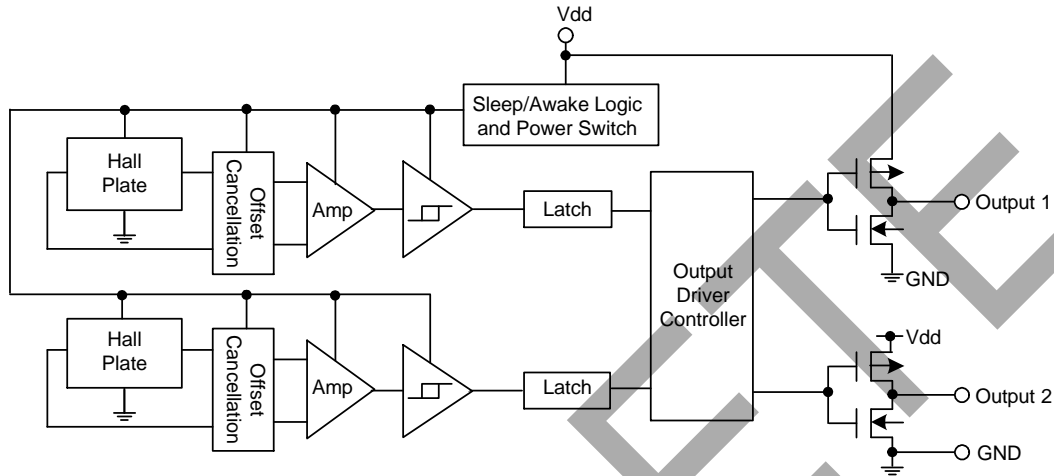 Vdd
Sleep/Awake Logic
and Power Switch
Hall
Plate
Offset
Cancellation
Amp
Latch
Output
Driver
Controller
Output 1
GND
Hall
Plate
Offset
Cancellation
Amp
Latch
Vdd
Output 2
GND